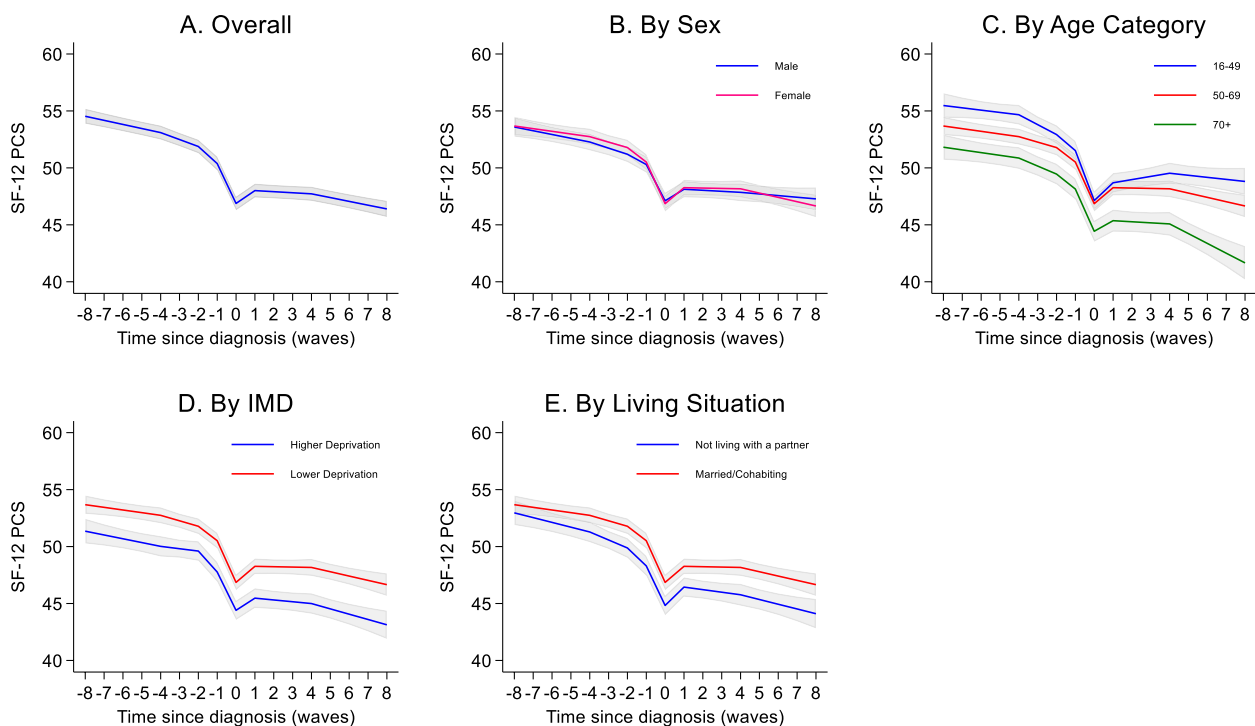 A. Overall
60
55
50
45
40
SF-12 PCS
-8 -7 -6 -5 -4 -3 -2 -1 0 1 2 3 4 5 6 7 8
Time since diagnosis (waves)
B. By Sex
Male
Female
60
55
50
45
40
SF-12 PCS
-8 -7 -6 -5 -4 -3 -2 -1 0 1 2 3 4 5 6 7 8
Time since diagnosis (waves)
C. By Age Category
16-49
50-69
70+
60
55
50
45
40
SF-12 PCS
-8 -7 -6 -5 -4 -3 -2 -1 0 1 2 3 4 5 6 7 8
Time since diagnosis (waves)
D. By IMD
Higher Deprivation
Lower Deprivation
60
55
50
45
40
SF-12 PCS
-8 -7 -6 -5 -4 -3 -2 -1 0 1 2 3 4 5 6 7 8
Time since diagnosis (waves)
E. By Living Situation
Not living with a partner
Married/Cohabiting
60
55
50
45
40
SF-12 PCS
-8 -7 -6 -5 -4 -3 -2 -1 0 1 2 3 4 5 6 7 8
Time since diagnosis (waves)